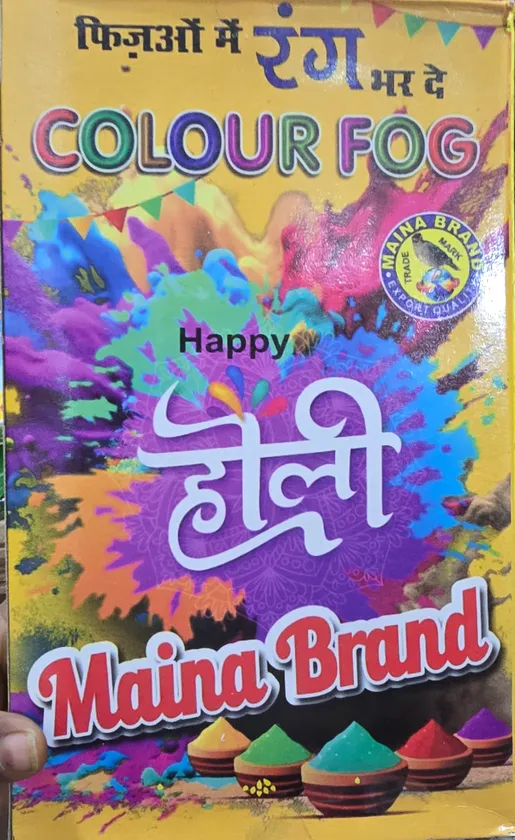 फिज़ओं में रंग भर दे
COLOUR FOG
MAINA BRAND
TRADE MARK
EXPORT QUALITY
Happy
होली
Maina Brand